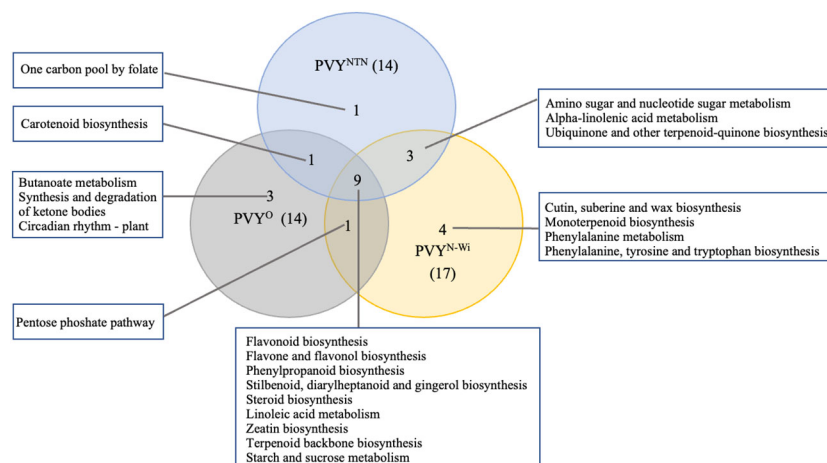 PVY^NTN (14)
One carbon pool by folate
1
Amino sugar and nucleotide sugar metabolism
Alpha-linolenic acid metabolism
Ubiquinone and other terpenoid-quinone biosynthesis
Carotenoid biosynthesis
1
3
9
Butanoate metabolism
Synthesis and degradation
of ketone bodies
Circadian rhythm - plant
3
PVY^O (14)
1
4
PVY^N-Wi
(17)
Cutin, suberine and wax biosynthesis
Monoterpenoid biosynthesis
Phenylalanine metabolism
Phenylalanine, tyrosine and tryptophan biosynthesis
Pentose phoshate pathway
Flavonoid biosynthesis
Flavone and flavonol biosynthesis
Phenylpropanoid biosynthesis
Stilbenoid, diarylheptanoid and gingerol biosynthesis
Steroid biosynthesis
Linoleic acid metabolism
Zeatin biosynthesis
Terpenoid backbone biosynthesis
Starch and sucrose metabolism